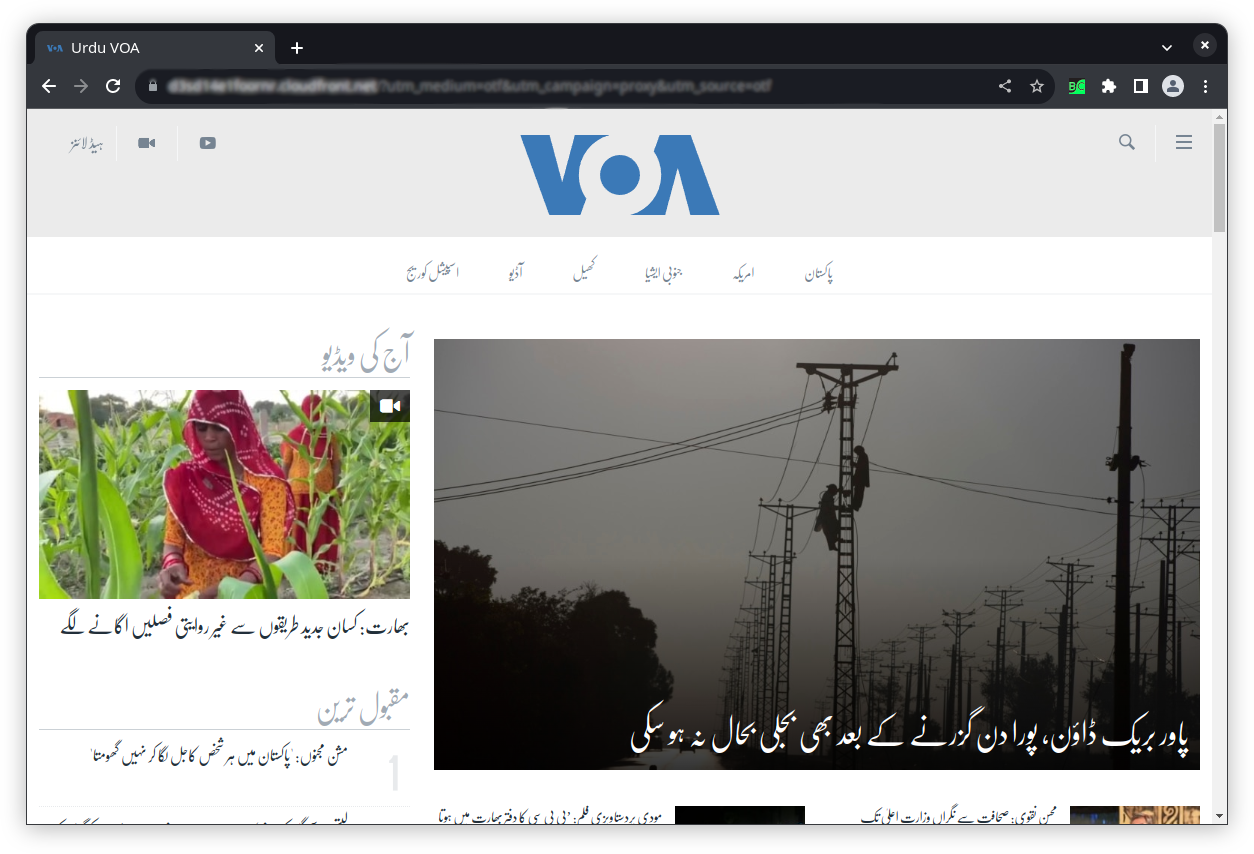 Urdu VOA
?utm_medium=otf&utm_campaign=proxy&utm_source=otf
ہیڈ لائنز
VOA
پاکستان
امریکہ
جنوبی ایشیا
کھیل
آڈیو
اسپیشل کوریج
پاور بریک ڈاؤن، پورا دن گزرنے کے بعد بھی بجلی بحال نہ ہو سکی
محسن نقوی: صحافت سے نگراں وزارت اعلیٰ تک
مودی پر دستاویزی فلم: 'بی بی سی کا دفتر بھارت میں ہوتا
آج کی ویڈیو
بھارت: کسان جدید طریقوں سے غیر روایتی فصلیں اگانے لگے
مقبول ترین
1
مشن مجنوں: 'پاکستان میں ہر شخص کاجل لگا کر نہیں گھومتا'